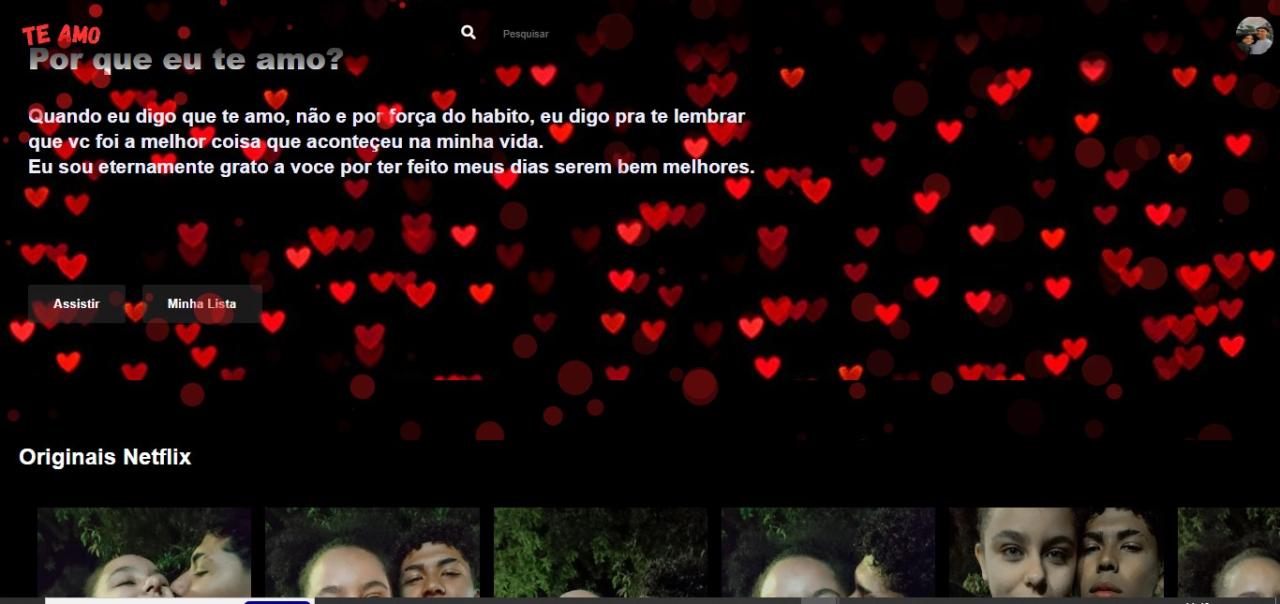 TE AMO
Pesquisar
Por que eu te amo?
Quando eu digo que te amo, não e por força do habito, eu digo pra te lembrar
que vc foi a melhor coisa que aconteçeu na minha vida.
Eu sou eternamente grato a voce por ter feito meus dias serem bem melhores.
Assistir
Minha Lista
Originais Netflix